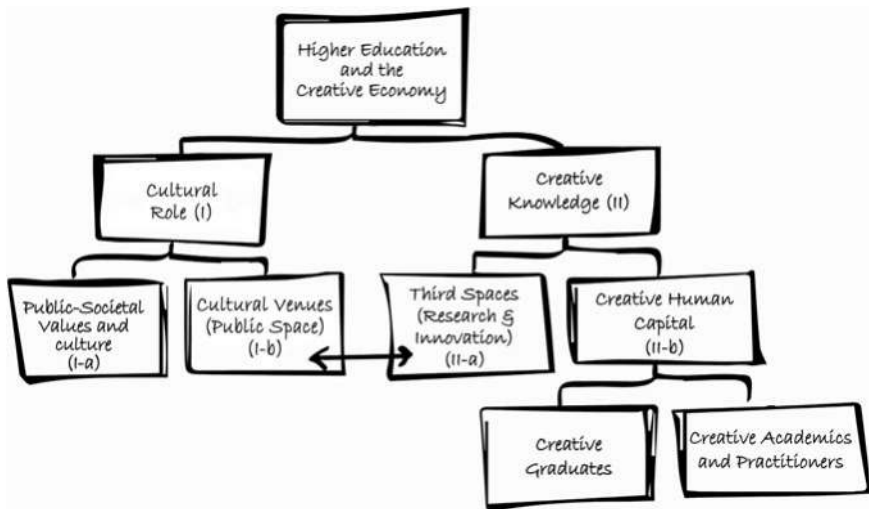 Higher Education
and the
Creative Economy
Cultural
Role (I)
Creative
Knowledge (II)
Public-Societal
Values and
culture
(I-a)
Cultural Venues
(Public Space)
(I-b)
Third Spaces
(Research &
Innovation)
(II-a)
Creative Human
Capital
(II-b)
Creative
Graduates
Creative Academics
and Practitioners